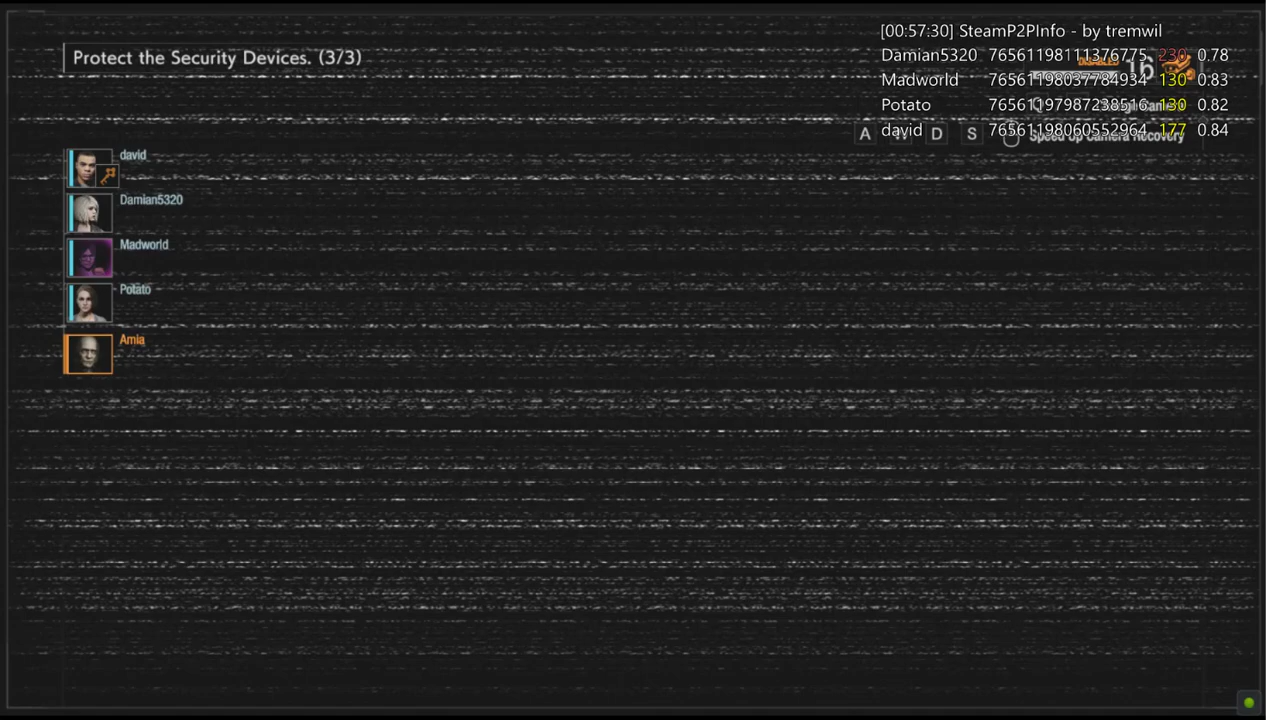 [00:57:30] SteamP2PInfo - by tremwil
Protect the Security Devices. (373)
Damian5320 76561198111376775 230 0.78
DISABLED
Madworld 76561198037784934 130 0.83
Potato 76561197987238516 130 0.82
david 76561198060552964 177 0.84
A D S Speed up Camera Recovery
david
Damian5320
Madworld
Potato
Amia